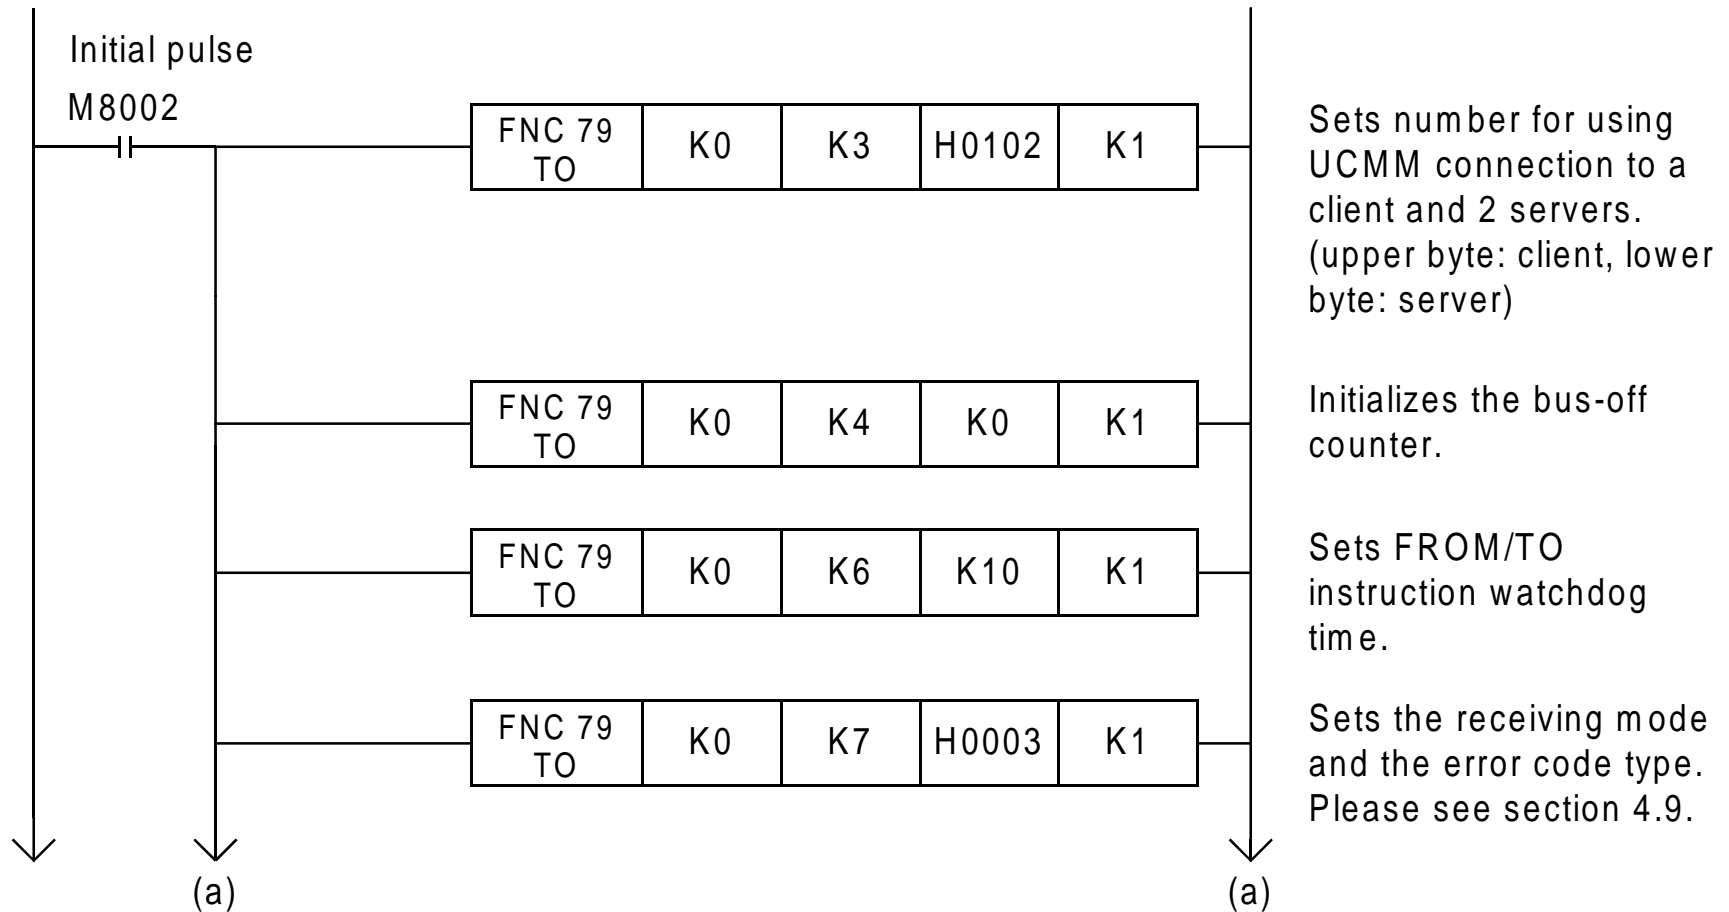 Initial pulse
M8002
FNC 79
TO
K0
K3
H0102
K1
Sets number for using
UCMM connection to a
client and 2 servers.
(upper byte: client, lower
byte: server)
FNC 79
TO
K0
K4
K0
K1
Initializes the bus-off
counter.
FNC 79
TO
K0
K6
K10
K1
Sets FROM/TO
instruction watchdog
time.
FNC 79
TO
K0
K7
H0003
K1
Sets the receiving mode
and the error code type.
Please see section 4.9.
(a)
(a)